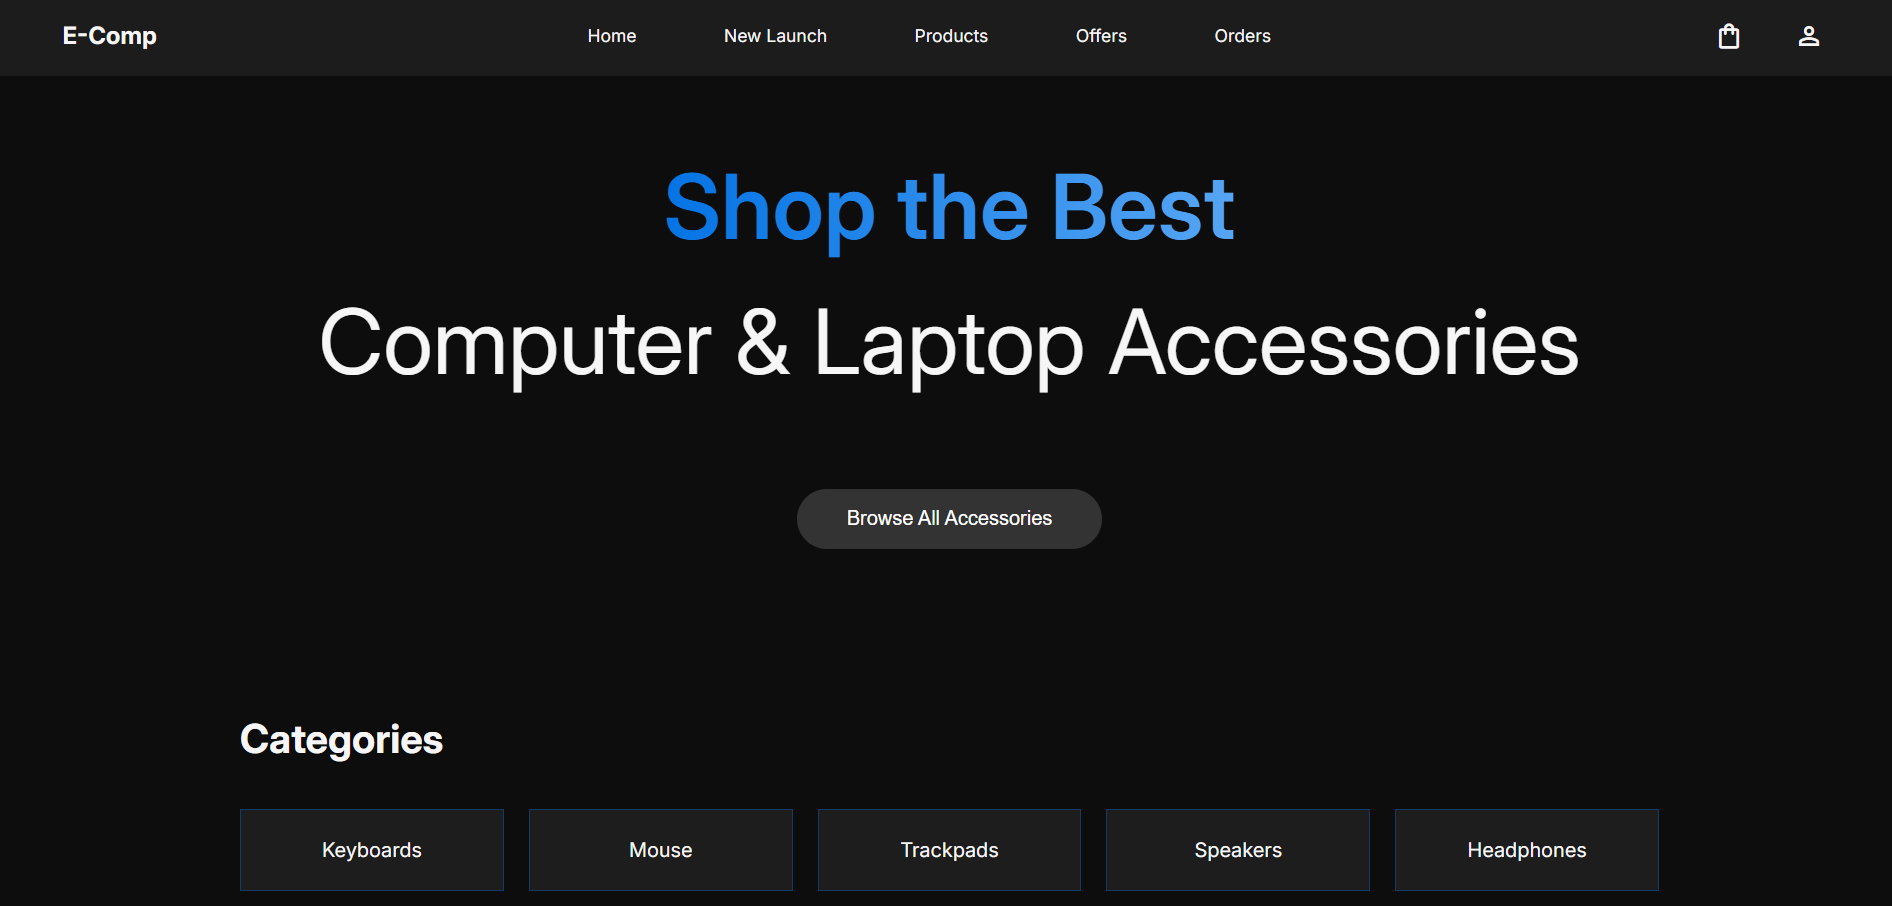 E-Comp Home New Launch Products Offers Orders
Shop the Best
Computer & Laptop Accessories
Browse All Accessories
Categories
Keyboards Mouse Trackpads Speakers Headphones